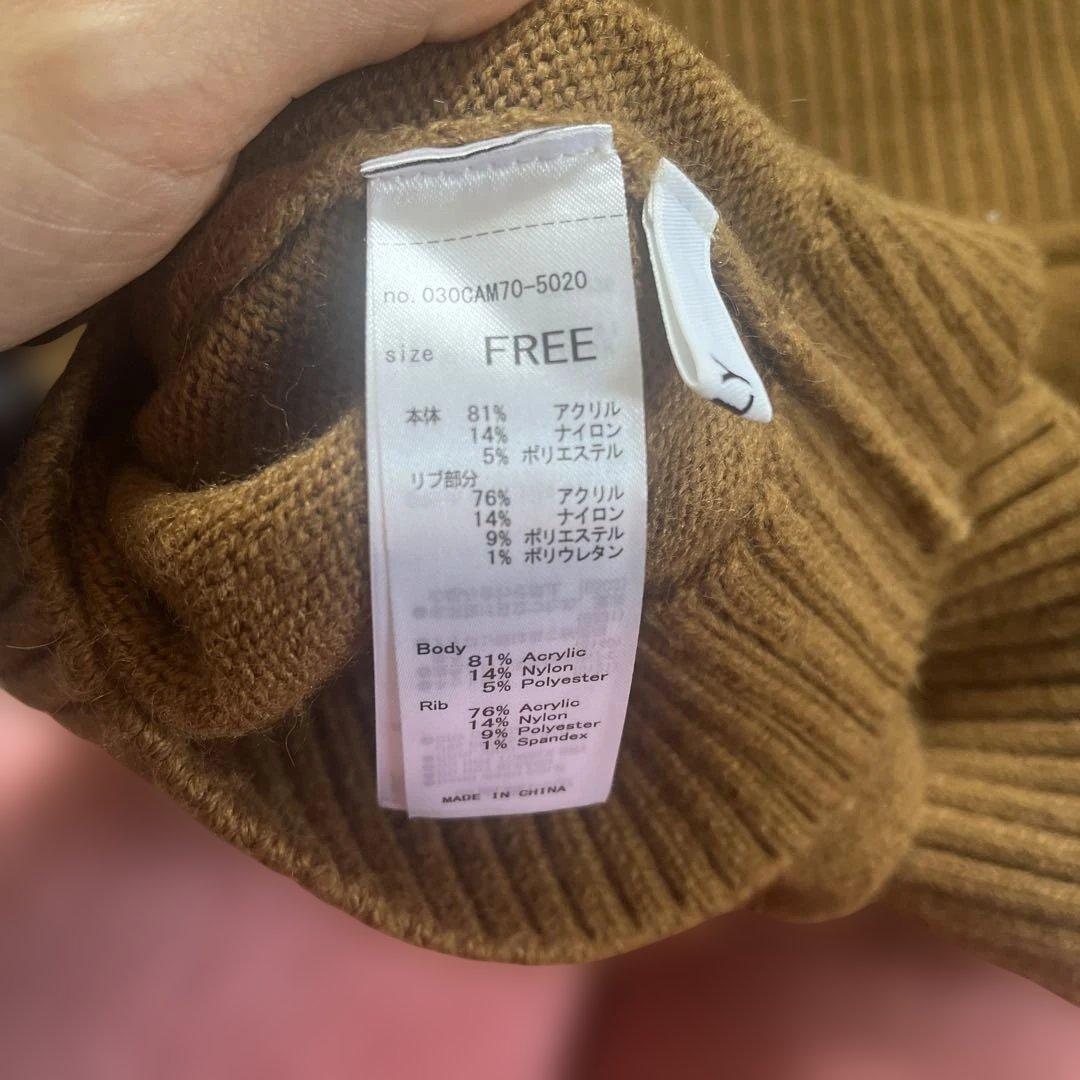 no. 030CAM70-5020
size FREE
本体 81% アクリル
14% ナイロン
5% ポリエステル
リブ部分
76% アクリル
14% ナイロン
9% ポリエステル
1% ポリウレタン
Body
81% Acrylic
14% Nylon
5% Polyester
Rib
76% Acrylic
14% Nylon
9% Polyester
1% Spandex
MADE IN CHINA